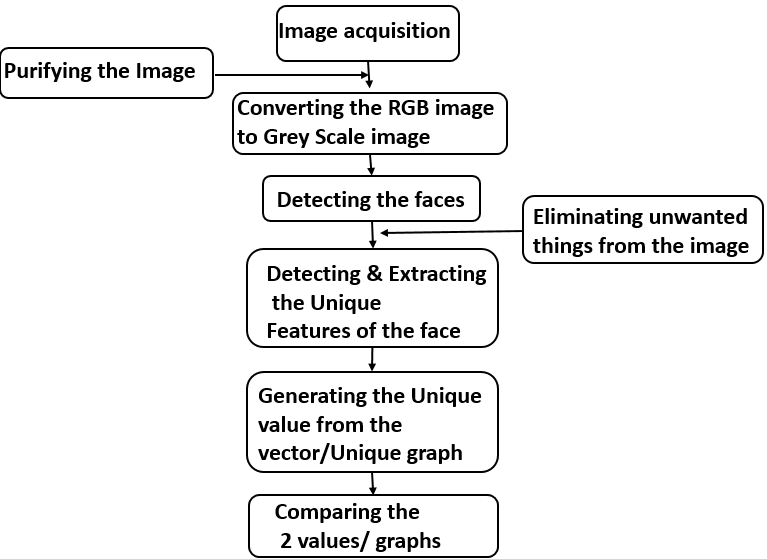 Image acquisition
Purifying the Image
Converting the RGB image
to Grey Scale image
Detecting the faces
Eliminating unwanted
things from the image
Detecting & Extracting
the Unique
Features of the face
Generating the Unique
value from the
vector/Unique graph
Comparing the
2 values/ graphs